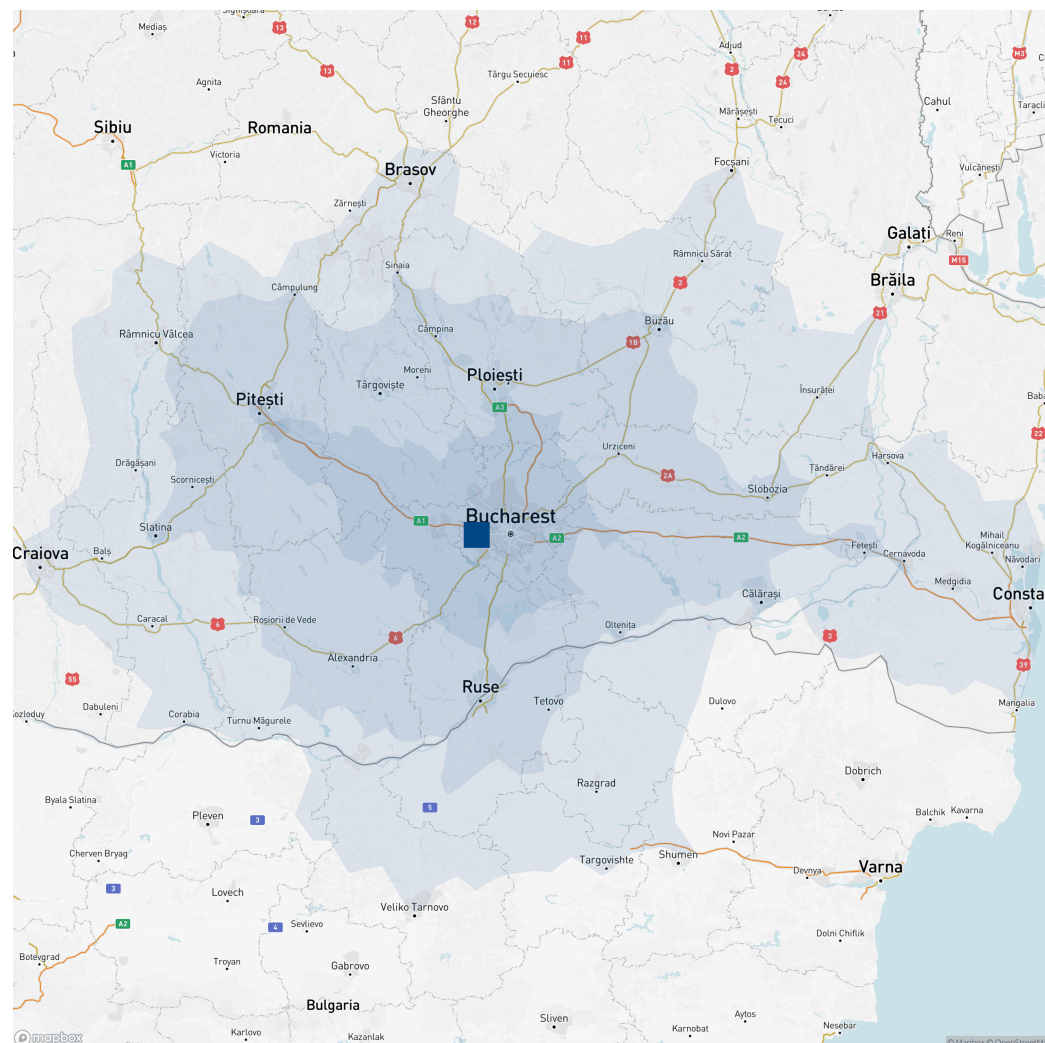 Sighișoara
Mediaș
13
12
11
Adjud
24
2
M3
13
11
24
Agnita
Târgu Secuiesc
Sfântu
Gheorghe
Cahul
Mărășești
Tecuci
Sibiu
Romania
Victoria
A1
Brasov
Focșani
Vulcănești
Zărnești
Galați
Reni
Râmnicu Sărat
M15
Sinaia
2
Brăila
Câmpulung
21
Râmnicu Vâlcea
Câmpina
Buzău
1B
Moreni
Ploiești
Târgoviște
Însurăței
Pitești
A3
22
Urziceni
Harsova
Drăgășani
2A
Țăndărei
Scornicești
Slobozia
Bucharest
A1
Slatina
A2
A2
Mihail
Kogălniceanu
Craiova
Balș
Fetești
Cernavoda
Năvodari
Medgidia
Călărași
Consta
Caracal
6
Roșiorii de Vede
6
Oltenița
3
Alexandria
39
55
Ruse
Tetovo
Dulovo
Mangalia
Kozloduy
Dabuleni
Corabia
Turnu Măgurele
Dobrich
Razgrad
Byala Slatina
5
Pleven
3
Balchik
Kavarna
Novi Pazar
Cherven Bryag
Targovishte
Shumen
Devnya
Varna
3
Lovech
Veliko Tarnovo
A2
4
Sevlievo
Dolni Chiflik
Botevgrad
Troyan
Gabrovo
Bulgaria
Sliven
Aytos
Karlovo
Kazanlak
Karnobat
Nesebar
mapbox
© Mapbox © OpenStreetM